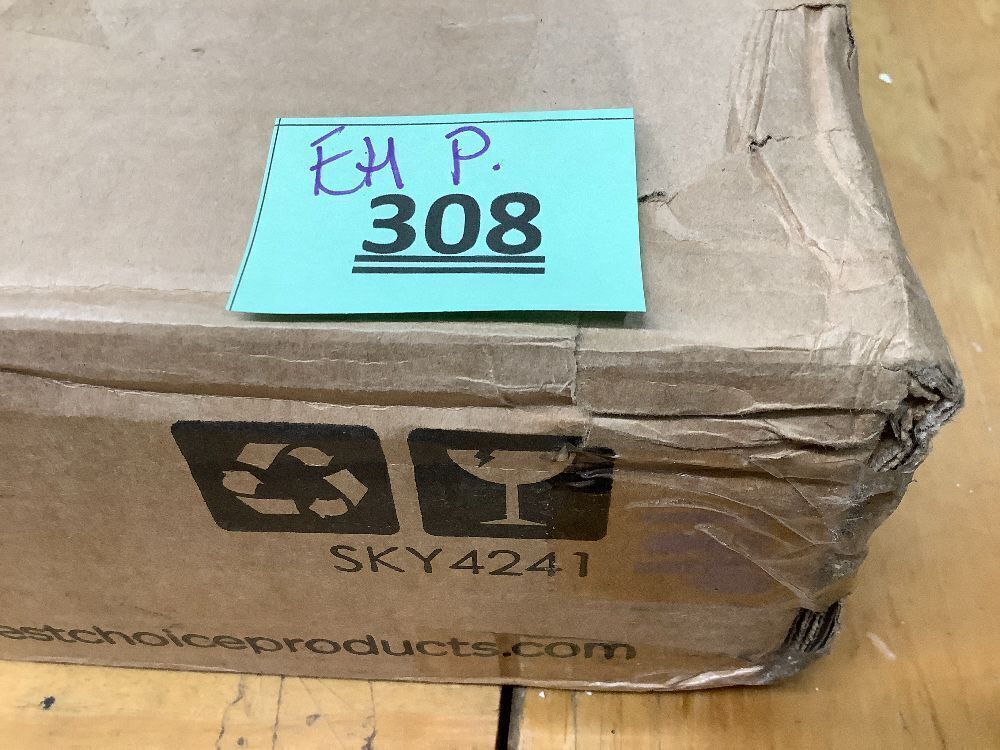 EH P.
308
SKY4241
estchoiceproducts.com